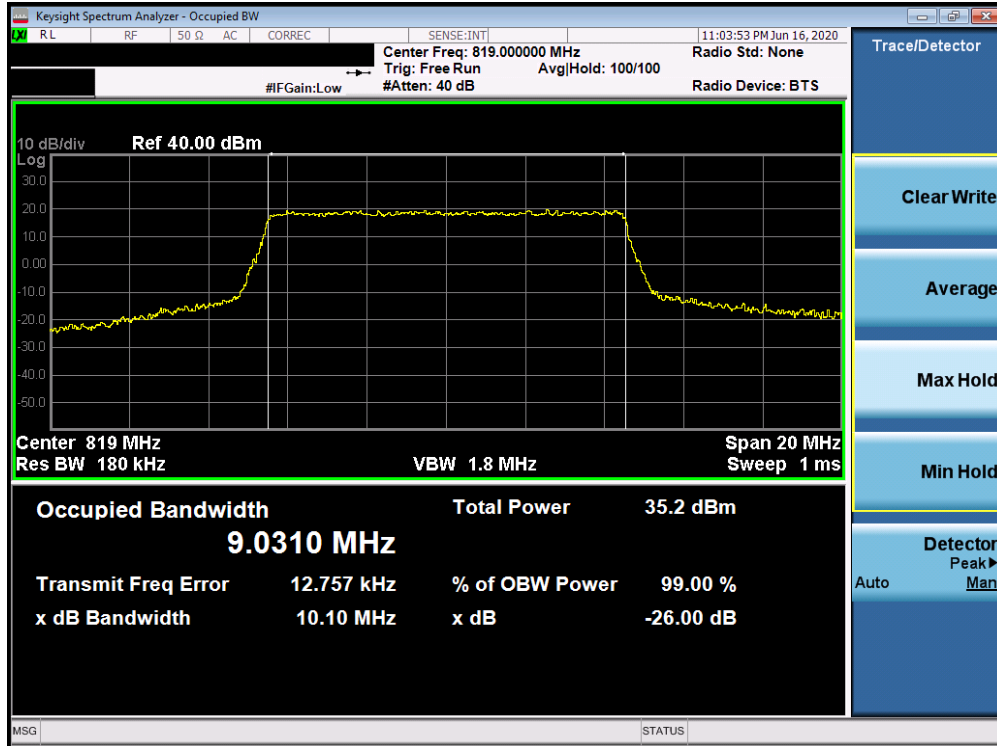 Keysight Spectrum Analyzer - Occupied BW
LXI RL RF 50 Ω AC CORREC SENSE:INT 11:03:53 PM Jun 16, 2020
Center Freq: 819.000000 MHz Radio Std: None
Trig: Free Run Avg|Hold: 100/100
#IFGain:Low #Atten: 40 dB Radio Device: BTS
10 dB/div Ref 40.00 dBm
Log
30.0
20.0
10.0
0.00
-10.0
-20.0
-30.0
-40.0
-50.0
Center 819 MHz Span 20 MHz
Res BW 180 kHz VBW 1.8 MHz Sweep 1 ms
Occupied Bandwidth Total Power 35.2 dBm
9.0310 MHz
Transmit Freq Error 12.757 kHz % of OBW Power 99.00 %
x dB Bandwidth 10.10 MHz x dB -26.00 dB
MSG STATUS
Trace/Detector
Clear Write
Average
Max Hold
Min Hold
Detector
Peak▶
Auto Man